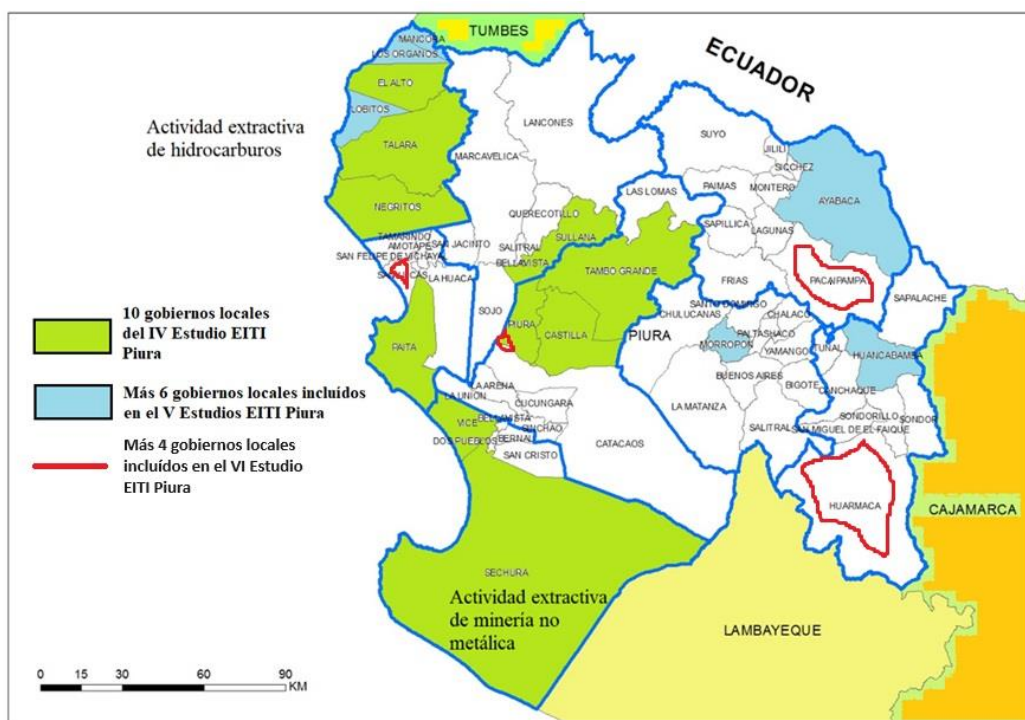 TUMBES
ECUADOR
MANCORA
LOS ORGANOS
EL ALTO
LOBITOS
TALARA
NEGRITOS
Actividad extractiva
de hidrocarburos
LANCONES
MARCAVELICA
SUYO
JILILI
SICCHEZ
PAIMAS
MONTERO
AYABACA
LAS LOMAS
SAPILLICA
LAGUNAS
QUERECOTILLO
SULLANA
SALITRAL
BELLAVISTA
TAMARINDO
AMOTAPE
SAN JACINTO
SAN FELIPE DE VICHAYA
LA HUACA
TAMBO GRANDE
FRIAS
SAPALACHE
SOJO
PIURA
CASTILLA
PIURA
SANTO DOMINGO
CHULUCANAS
CHALACO
PALTASHACO
MORROPON
YAMANGO
TUÑAL
HUANCABAMBA
BUENOS AIRES
BIGOTE
CANCHAQUE
PAITA
LA ARENA
LA UNION
CUCUNGARA
LA MATANZA
SONDORILLO
SONDOR
SALITRAL
SAN MIGUEL DE EL FAIQUE
VICE
BELLAVISTA
SINCHAO
DOS PUEBLOS
BERNAL
CATACAOS
SAN CRISTO
HUARMACA
CAJAMARCA
SECHURA
Actividad extractiva
de minería no
metálica
LAMBAYEQUE
10 gobiernos locales
del IV Estudio EITI
Piura
Más 6 gobiernos locales incluídos
en el V Estudios EITI Piura
Más 4 gobiernos locales
incluídos en el VI Estudio
EITI Piura
0 15 30 60 90
KM